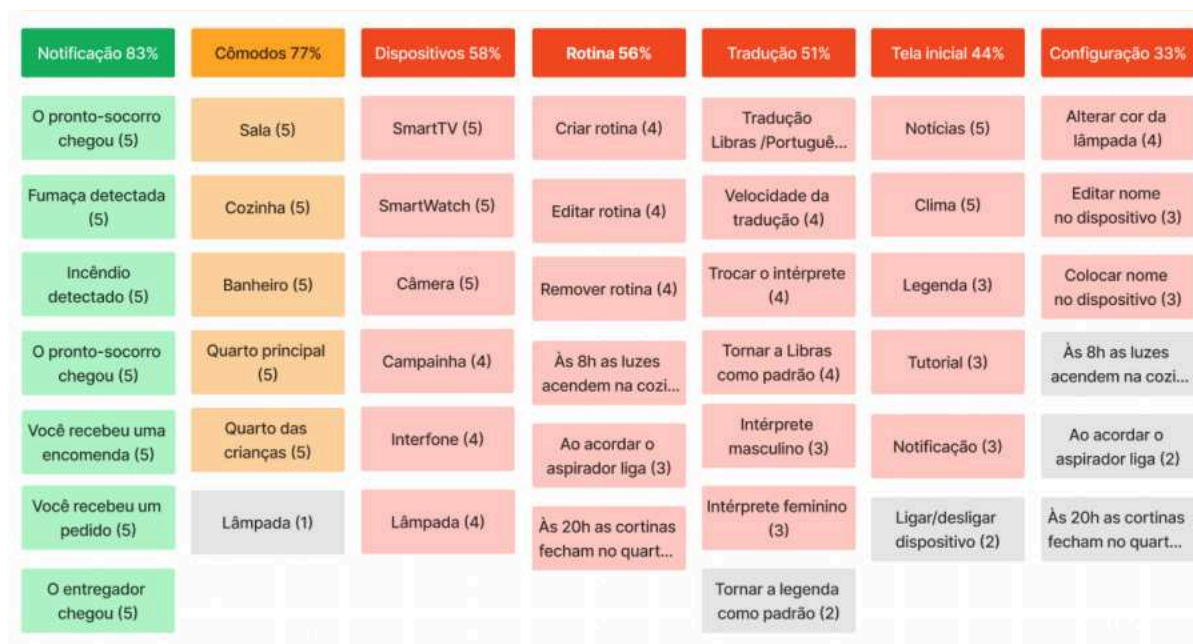 Notificação 83%
O pronto-socorro
chegou (5)
Fumaça detectada
(5)
Incêndio
detectado (5)
O pronto-socorro
chegou (5)
Você recebeu uma
encomenda (5)
Você recebeu um
pedido (5)
O entregador
chegou (5)
Cômodos 77%
Sala (5)
Cozinha (5)
Banheiro (5)
Quarto principal
(5)
Quarto das
crianças (5)
Lâmpada (1)
Dispositivos 58%
SmartTV (5)
SmartWatch (5)
Câmera (5)
Campainha (4)
Interfone (4)
Lâmpada (4)
Rotina 56%
Criar rotina (4)
Editar rotina (4)
Remover rotina (4)
Às 8h as luzes
acendem na cozi...
Ao acordar o
aspirador liga (3)
Às 20h as cortinas
fecham no quart...
Tradução 51%
Tradução
Libras /Portuguê...
Velocidade da
tradução (4)
Trocar o intérprete
(4)
Tornar a Libras
como padrão (4)
Intérprete
masculino (3)
Intérprete feminino
(3)
Tornar a legenda
como padrão (2)
Tela inicial 44%
Notícias (5)
Clima (5)
Legenda (3)
Tutorial (3)
Notificação (3)
Ligar/desligar
dispositivo (2)
Configuração 33%
Alterar cor da
lâmpada (4)
Editar nome
no dispositivo (3)
Colocar nome
no dispositivo (3)
Às 8h as luzes
acendem na cozi...
Ao acordar o
aspirador liga (2)
Às 20h as cortinas
fecham no quart...